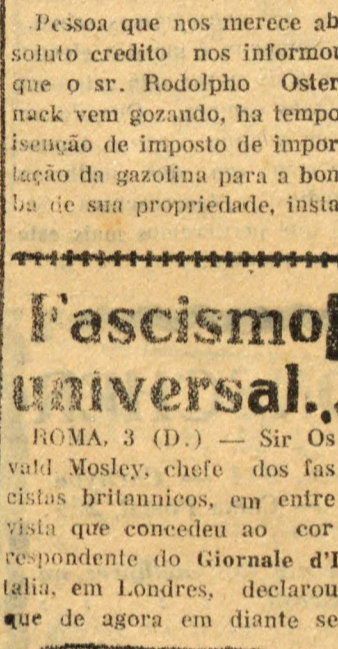 Pessoa que nos merece ab
soluto credito nos informou
que o sr. Rodolpho Oster
nack vem gozando, ha tempo
isenção de imposto de impor
tação da gazolina para a bom
ba de sua propriedade, insta
Fascismo
universal..
ROMA, 3 (D.) — Sir Os
vald Mosley, chefe dos fas
cistas britannicos, em entre
vista que concedeu ao cor
respondente do Giornale d'I
talia, em Londres, declarou
que de agora em diante se